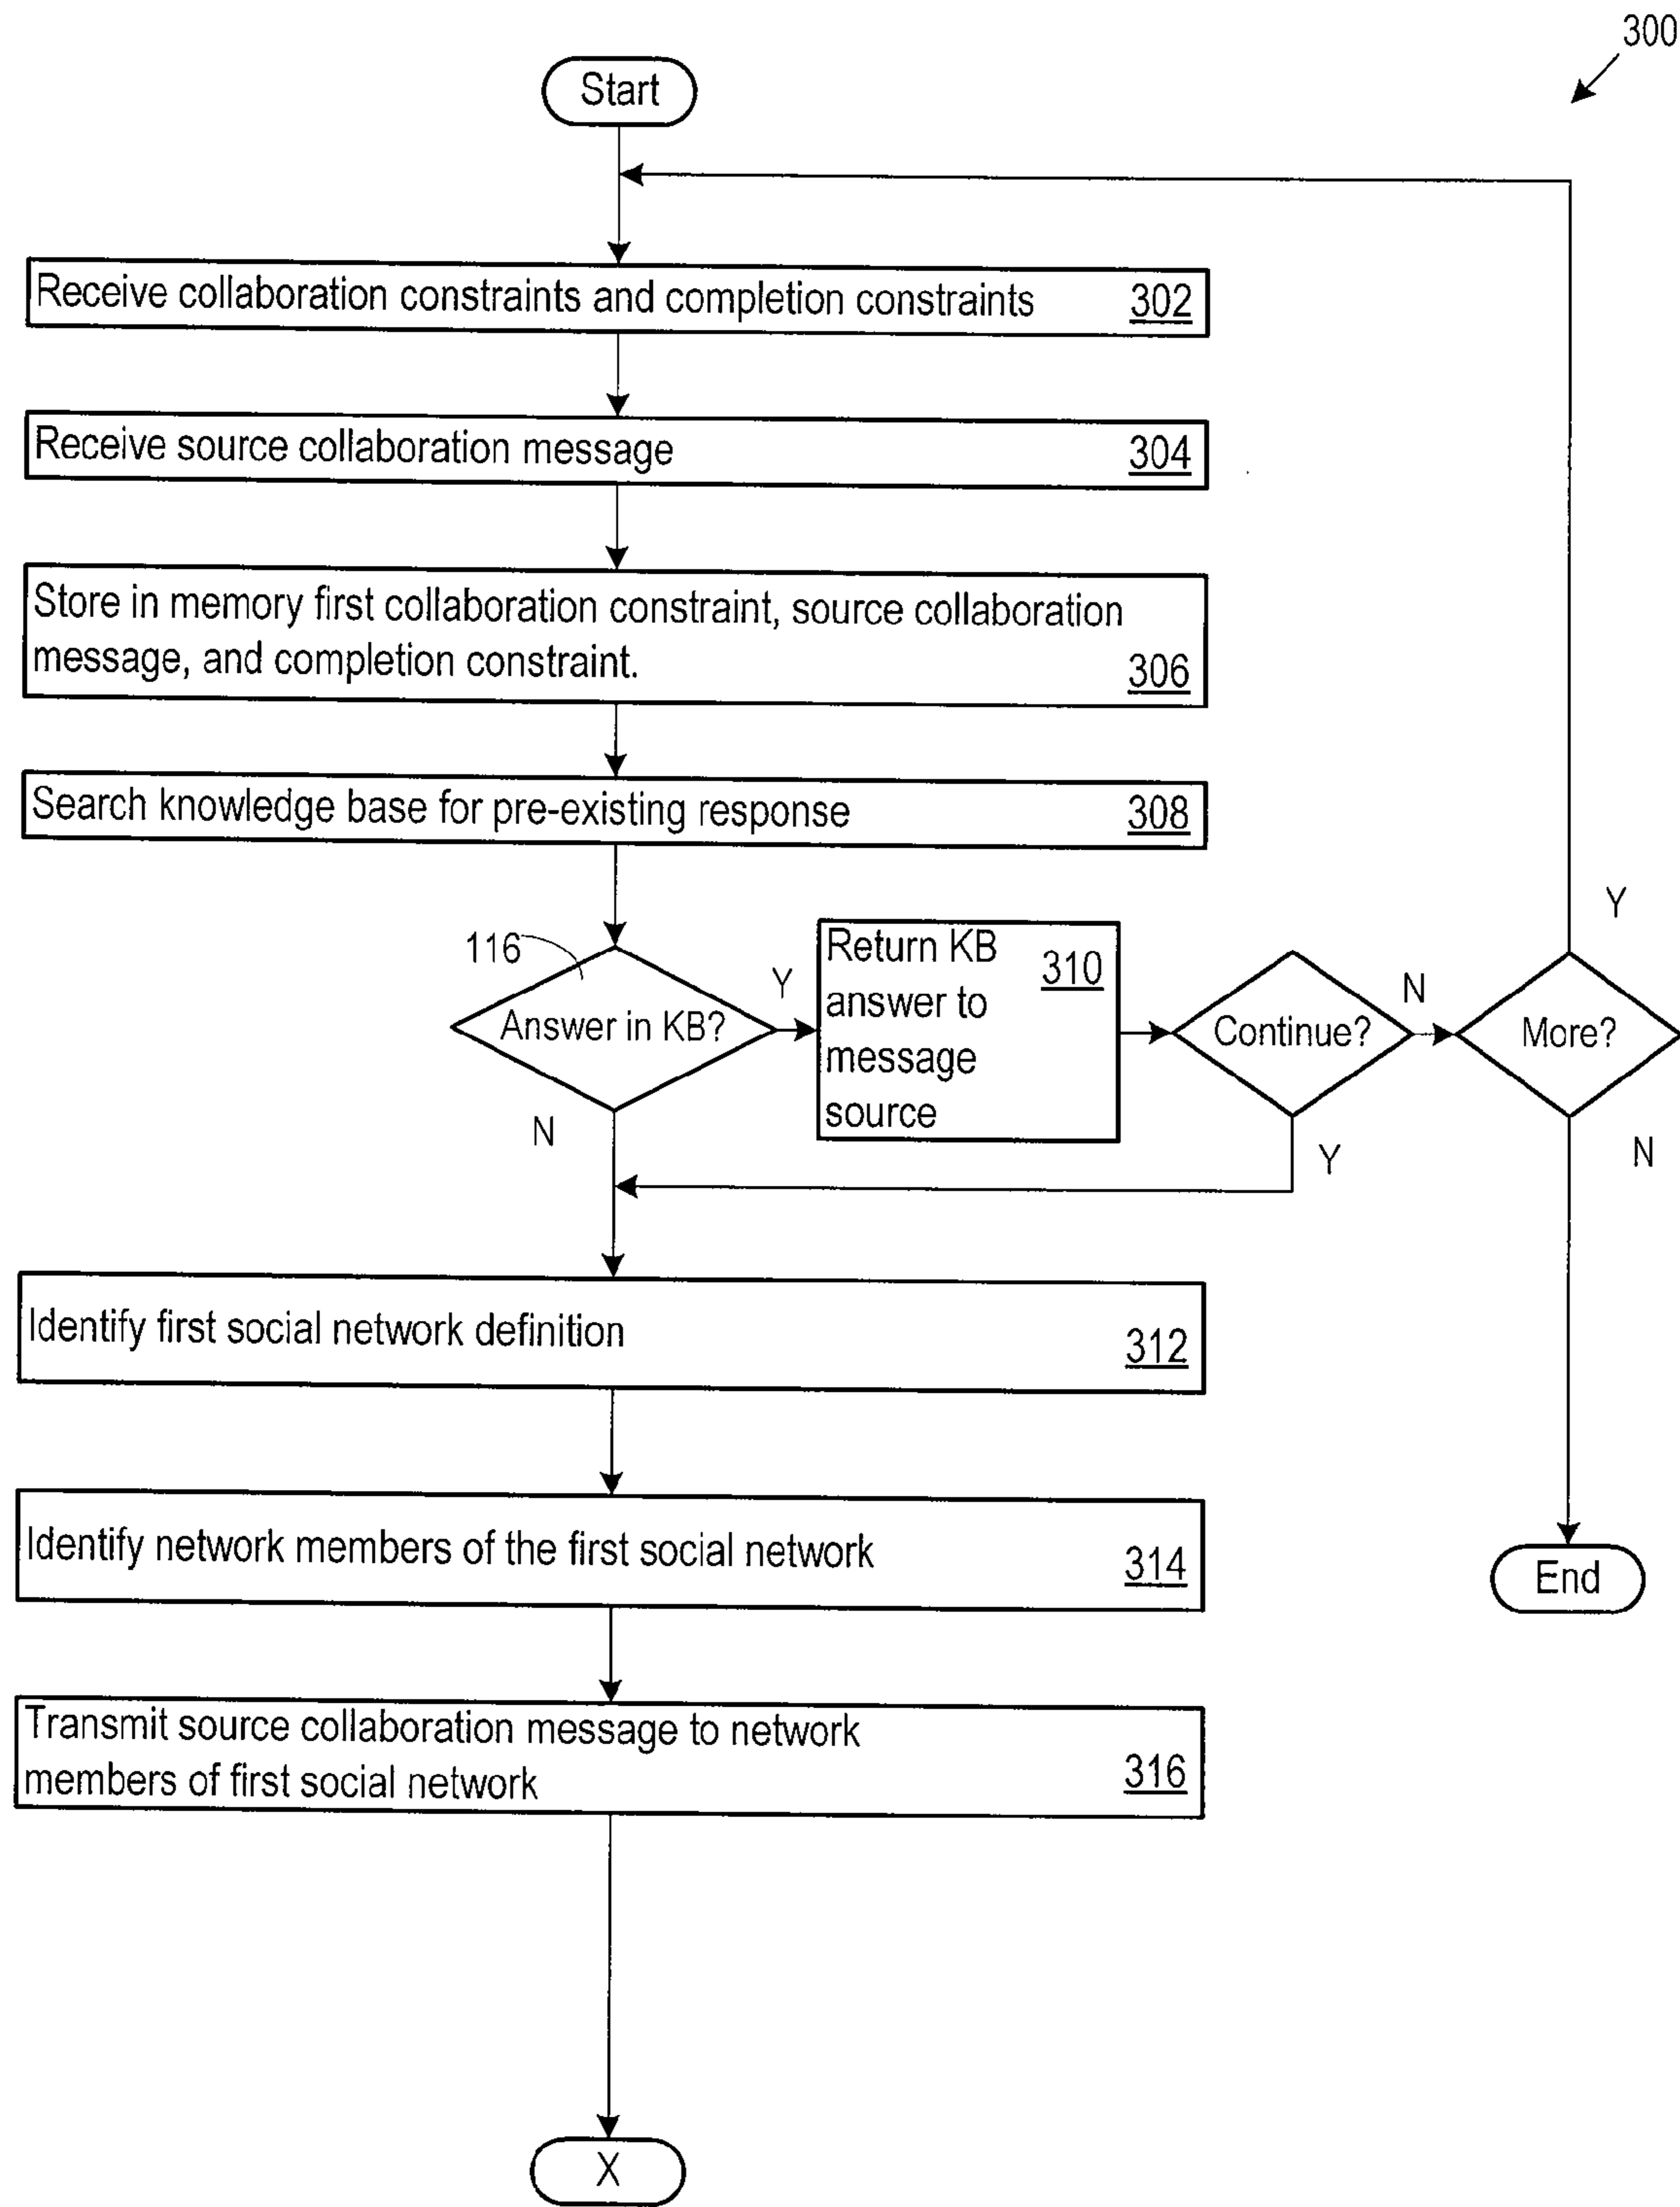 300
Start
Receive collaboration constraints and completion constraints 302
Receive source collaboration message 304
Store in memory first collaboration constraint, source collaboration
message, and completion constraint. 306
Search knowledge base for pre-existing response 308
116
Answer in KB?
Y
N
Return KB 310
answer to
message
source
Continue?
N
Y
More?
Y
N
Identify first social network definition 312
Identify network members of the first social network 314
End
Transmit source collaboration message to network
members of first social network 316
X